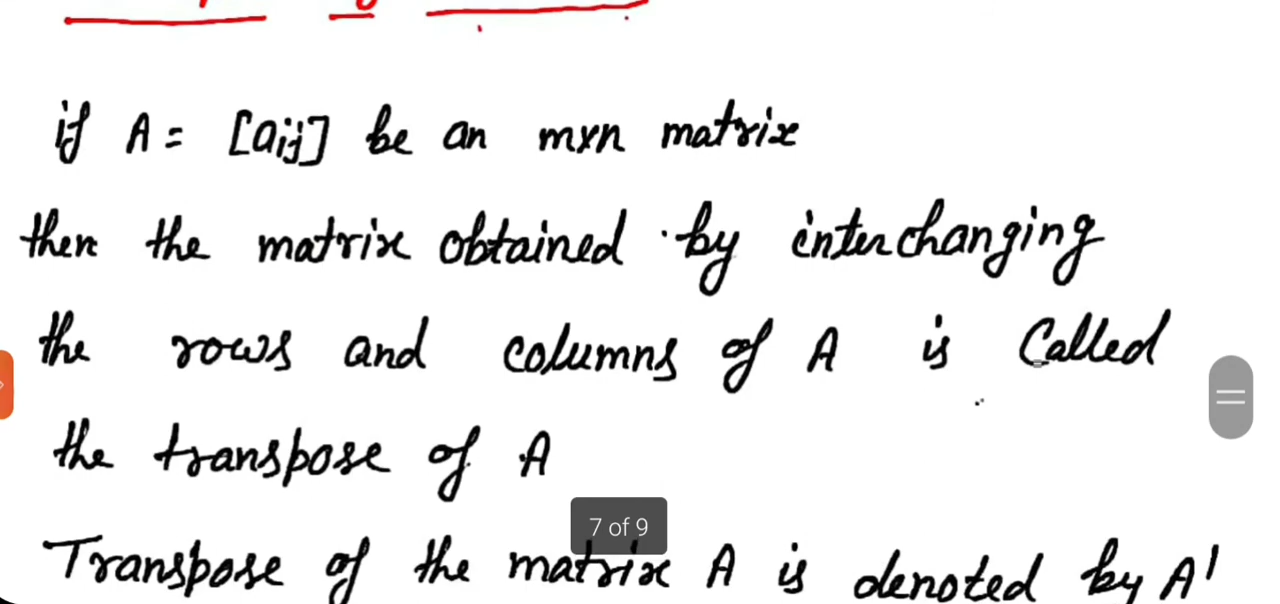 if A = [aij] be an mxn matrix
then the matrix obtained by interchanging
the rows and columns of A is Called
the transpose of A
7 of 9
Transpose of the matrix A is denoted by A'